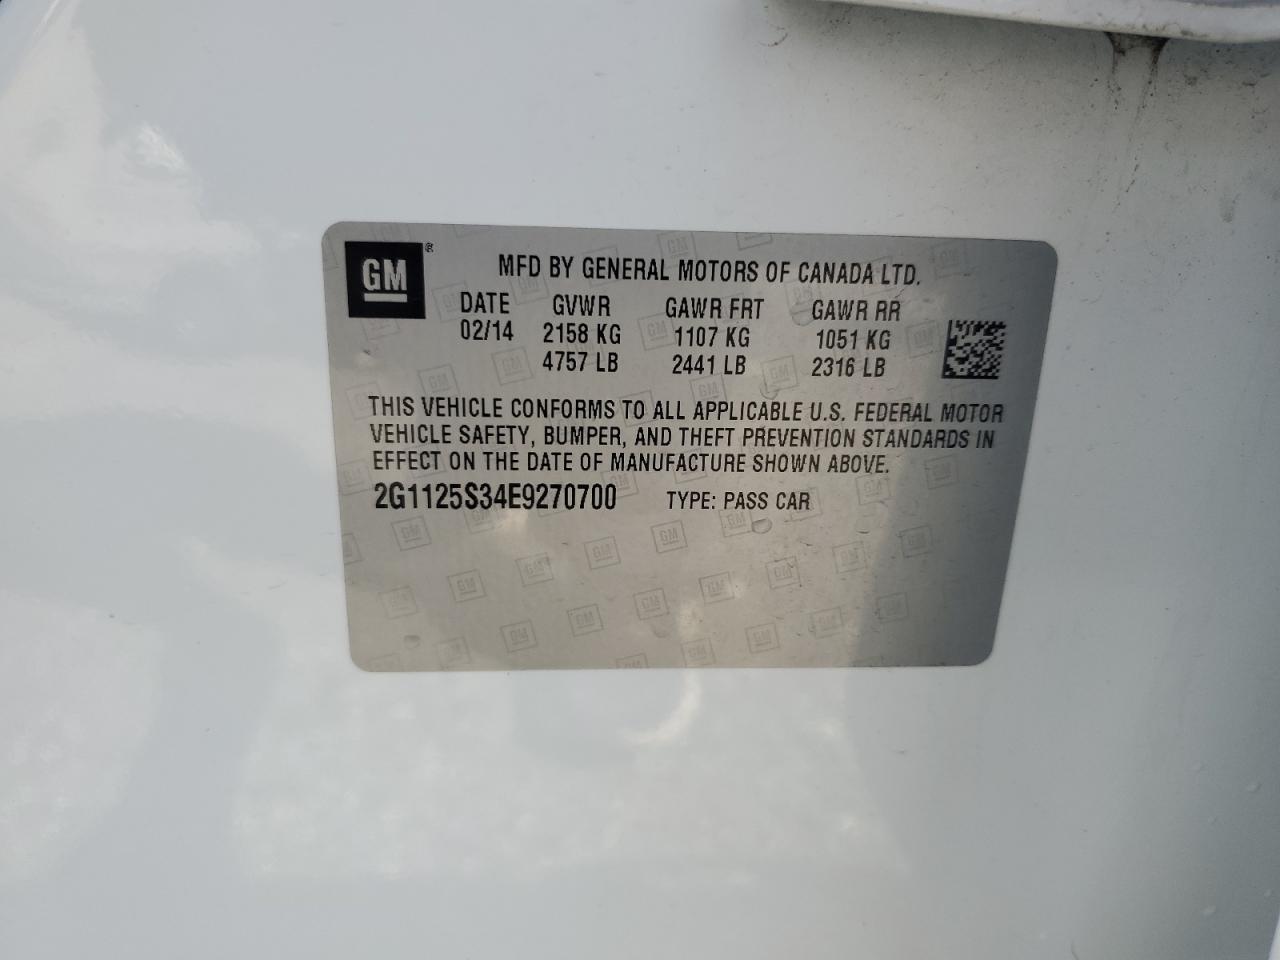 GM ®
MFD BY GENERAL MOTORS OF CANADA LTD.
DATE GVWR GAWR FRT GAWR RR
02/14 2158 KG 1107 KG 1051 KG
4757 LB 2441 LB 2316 LB
THIS VEHICLE CONFORMS TO ALL APPLICABLE U.S. FEDERAL MOTOR
VEHICLE SAFETY, BUMPER, AND THEFT PREVENTION STANDARDS IN
EFFECT ON THE DATE OF MANUFACTURE SHOWN ABOVE.
2G1125S34E9270700 TYPE: PASS CAR